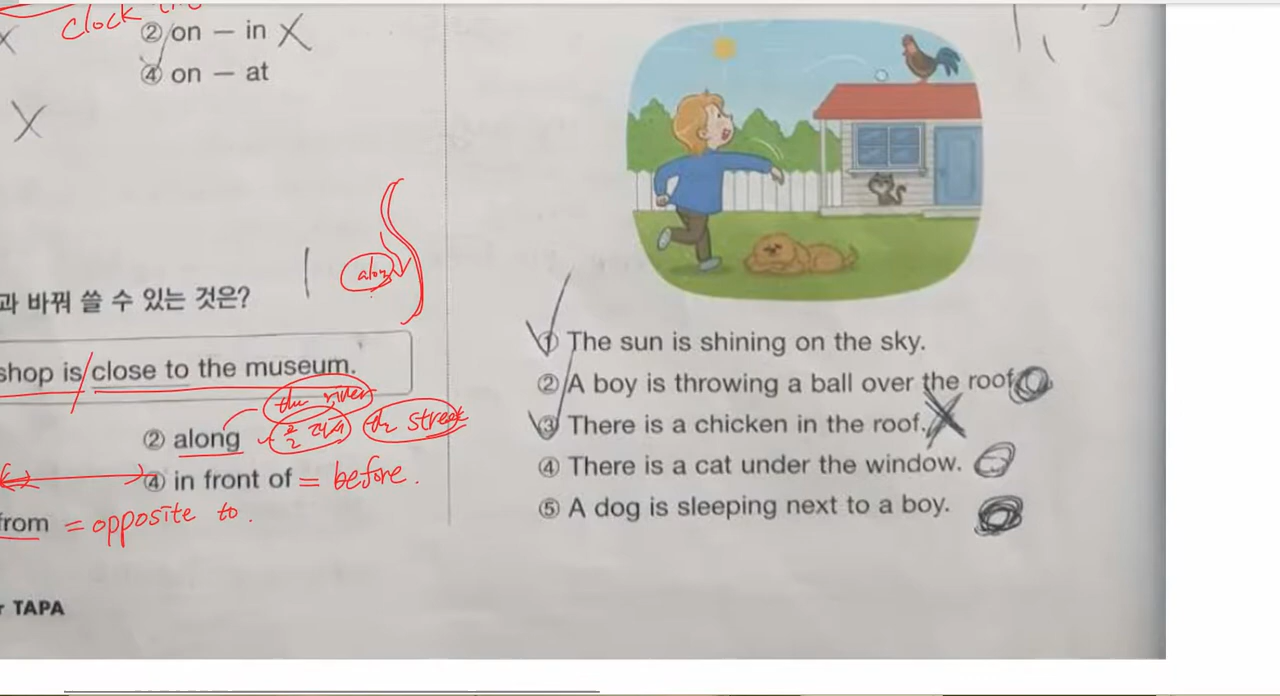 clock
② on – in X
④ on – at
X
과 바꿔 쓸 수 있는 것은?
along
shop is/close to the museum.
the river
② along
the street
④ in front of = before.
from = opposite to.
TAPA
① The sun is shining on the sky.
② A boy is throwing a ball over the roof
③ There is a chicken in the roof.
④ There is a cat under the window.
⑤ A dog is sleeping next to a boy.